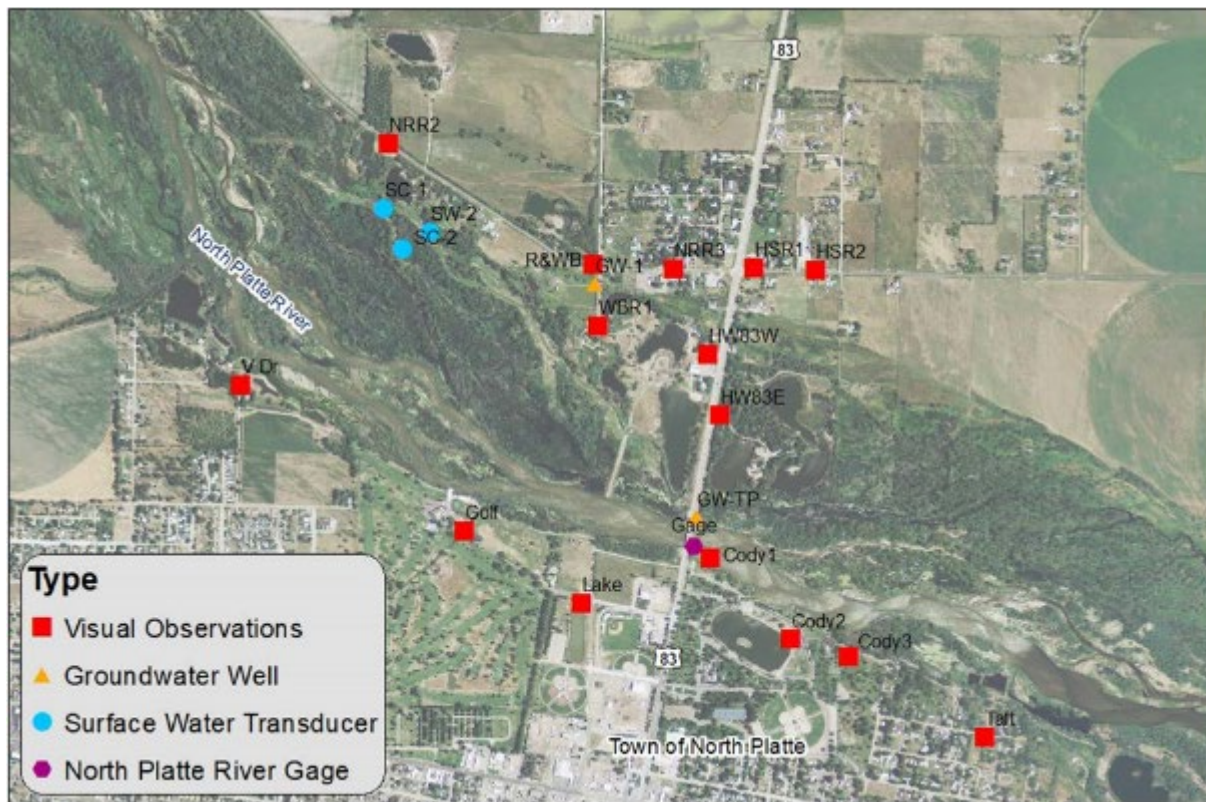 83
NRR2
SC-1
SW-2
SC-2
North Platte River
R&WB
GW-1
NRR3
HSR1
HSR2
WBR1
HW83W
V Dr
HW83E
GW-TP
Golf
Gage
Cody1
Lake
Cody2
Cody3
83
Taft
Town of North Platte
Type
Visual Observations
Groundwater Well
Surface Water Transducer
North Platte River Gage